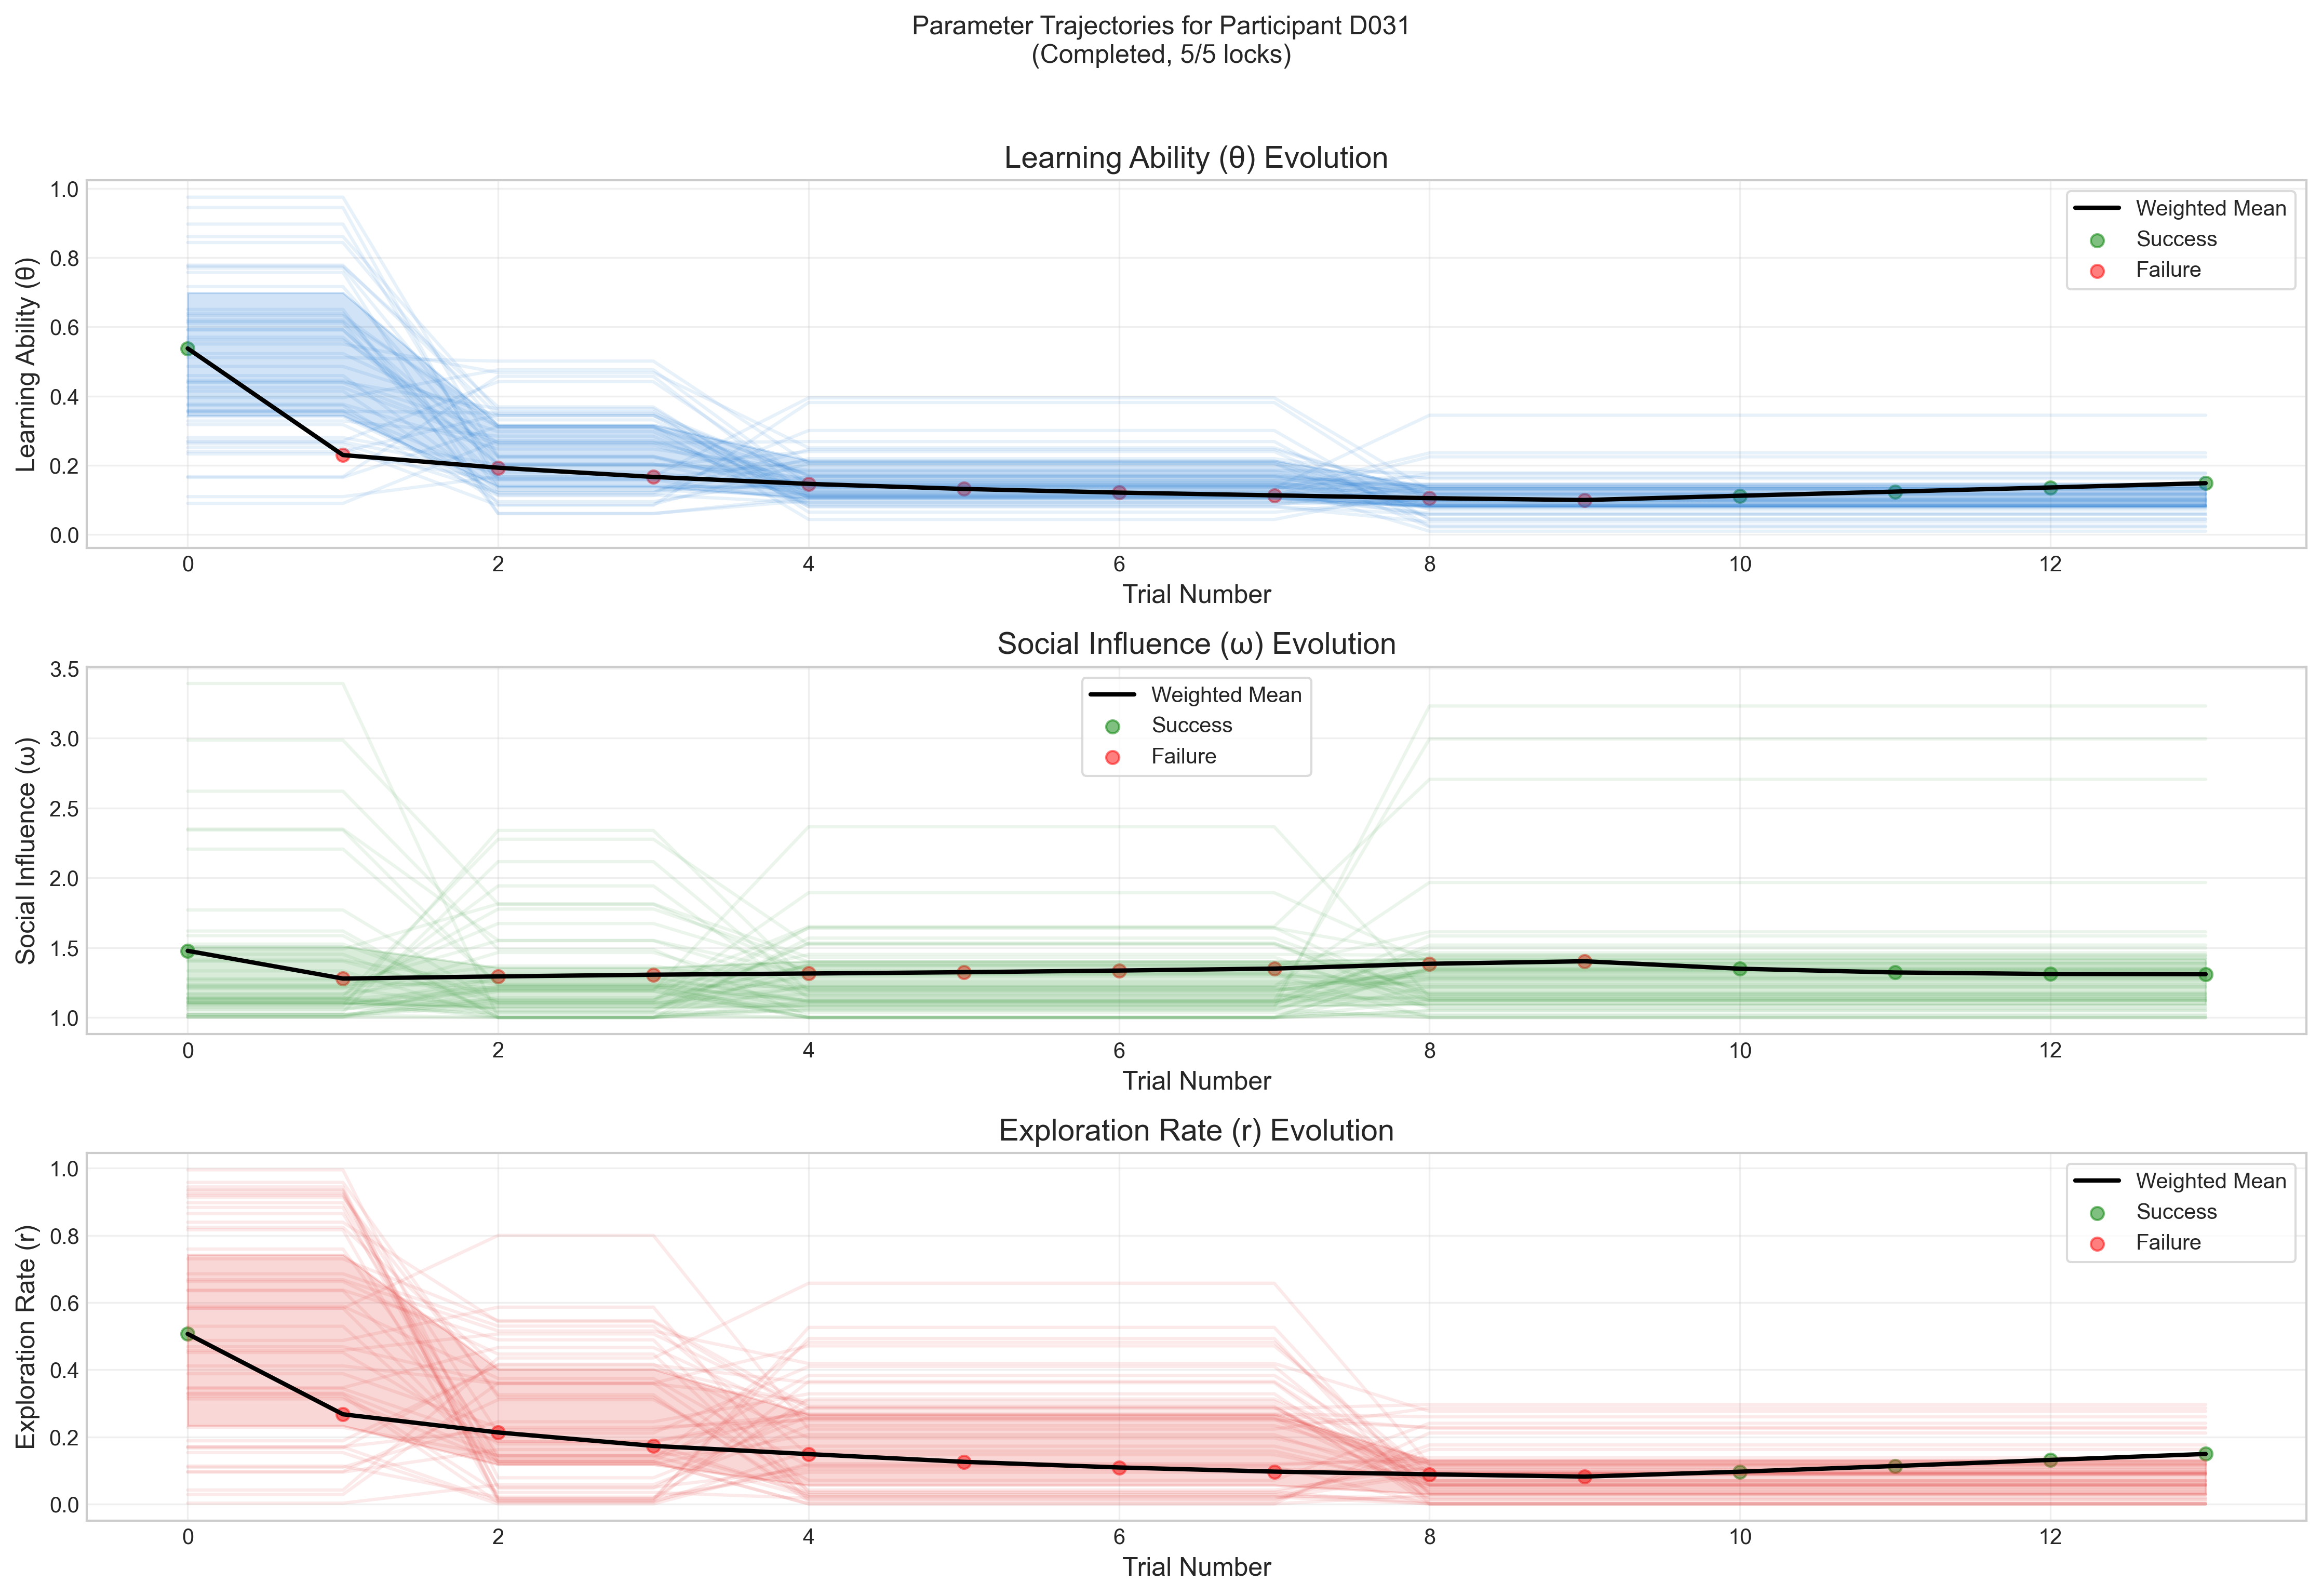 Parameter Trajectories for Participant D031
(Completed, 5/5 locks)
Learning Ability (θ) Evolution
Learning Ability (θ)
1.0
0.8
0.6
0.4
0.2
0.0
Weighted Mean
Success
Failure
0 2 4 6 8 10 12
Trial Number
Social Influence (ω) Evolution
Social Influence (ω)
3.5
3.0
2.5
2.0
1.5
1.0
Weighted Mean
Success
Failure
0 2 4 6 8 10 12
Trial Number
Exploration Rate (r) Evolution
Exploration Rate (r)
1.0
0.8
0.6
0.4
0.2
0.0
Weighted Mean
Success
Failure
0 2 4 6 8 10 12
Trial Number